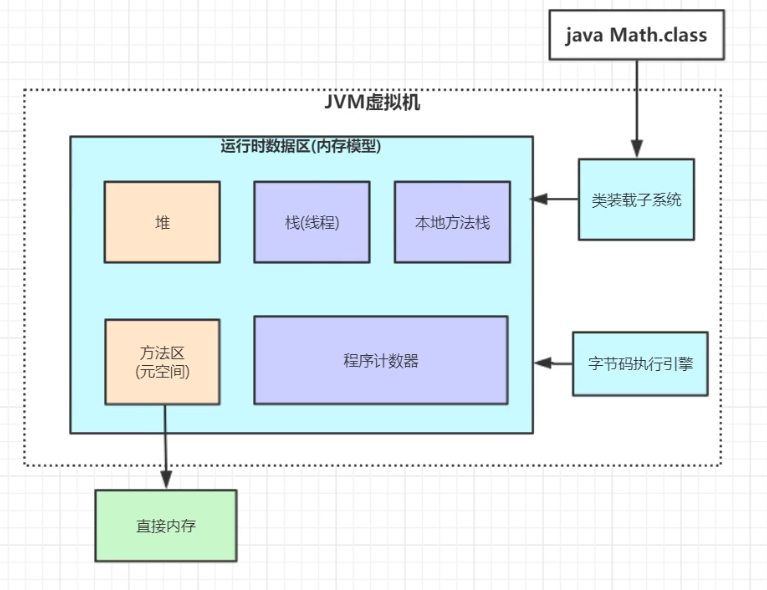 java Math.class
JVM虚拟机
运行时数据区(内存模型)
堆
栈(线程)
本地方法栈
类装载子系统
方法区
(元空间)
程序计数器
字节码执行引擎
直接内存